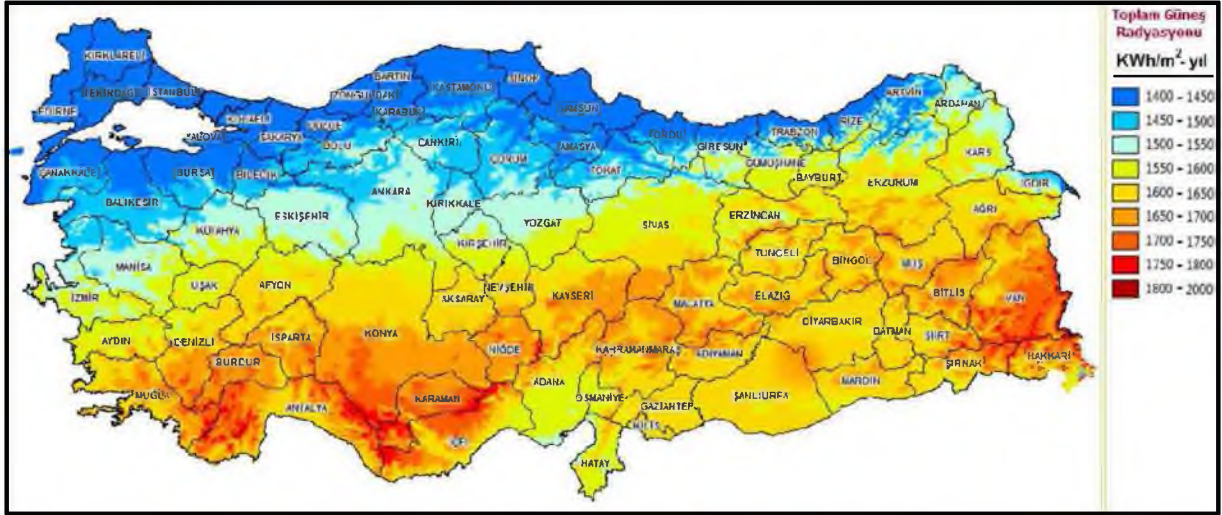 Toplam Güneş
Radyasyonu
KWh/m²- yıl
1400 - 1450
1450 - 1500
1500 - 1550
1550 - 1600
1600 - 1650
1650 - 1700
1700 - 1750
1750 - 1800
1800 - 2000
KIRKLARELİ
EDİRNE
TEKİRDAĞ
İSTANBUL
KOCAELİ
YALOVA
SAKARYA
DÜZCE
BOLU
ZONGULDAK
BARTIN
KARABÜK
KASTAMONU
SİNOP
SAMSUN
ÇANKIRI
ÇORUM
AMASYA
TOKAT
ORDU
GİRESUN
TRABZON
RİZE
ARTVİN
ARDAHAN
KARS
IĞDIR
GÜMÜŞHANE
BAYBURT
ERZURUM
AĞRI
ÇANAKKALE
BURSA
BİLECİK
BALIKESİR
ESKİŞEHİR
ANKARA
KIRIKKALE
YOZGAT
SİVAS
ERZİNCAN
KÜTAHYA
KIRŞEHİR
TUNCELİ
BİNGÖL
MUŞ
MANİSA
UŞAK
AFYON
AKSARAY
NEVŞEHİR
KAYSERİ
MALATYA
ELAZIĞ
BİTLİS
VAN
İZMİR
AYDIN
DENİZLİ
ISPARTA
KONYA
NİĞDE
KAHRAMANMARAŞ
ADIYAMAN
DİYARBAKIR
BATMAN
SİİRT
BURDUR
MUĞLA
ANTALYA
KARAMAN
ADANA
OSMANİYE
GAZİANTEP
ŞANLIURFA
MARDİN
ŞIRNAK
HAKKARİ
İÇEL
KİLİS
HATAY